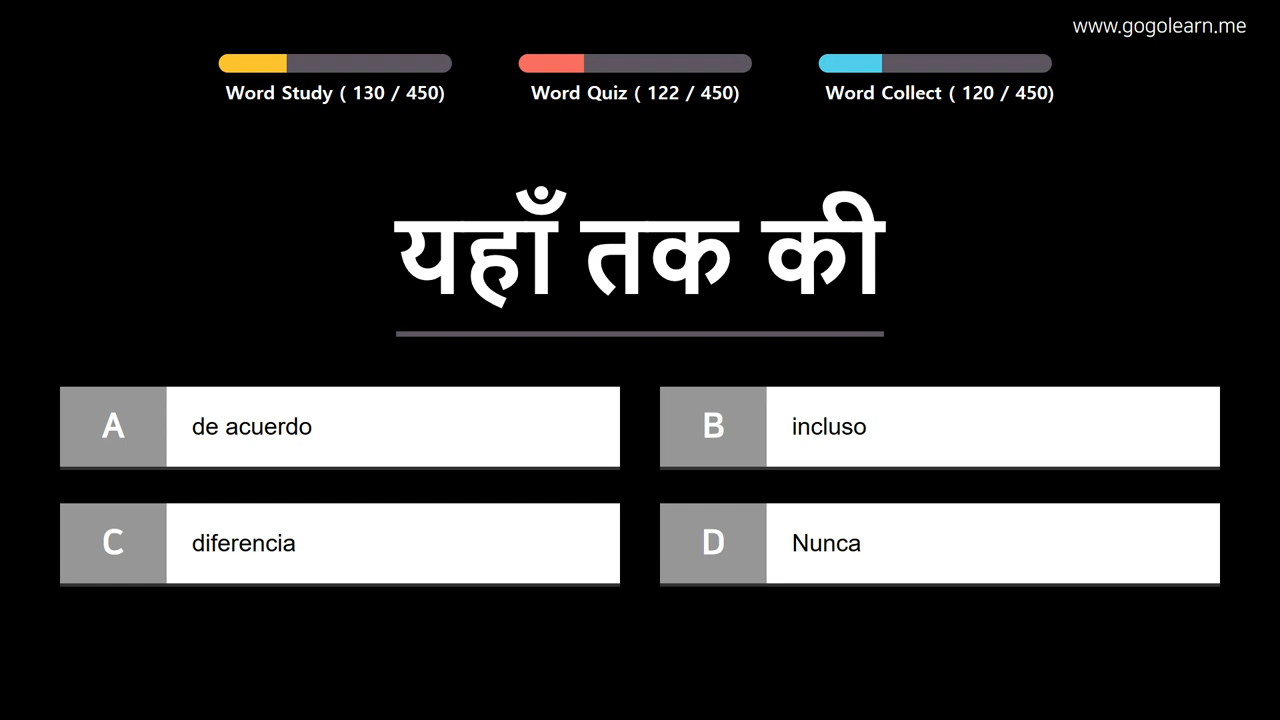 www.gogolearn.me
Word Study ( 130 / 450)
Word Quiz ( 122 / 450)
Word Collect ( 120 / 450)
यहाँ तक की
A de acuerdo
B incluso
C diferencia
D Nunca